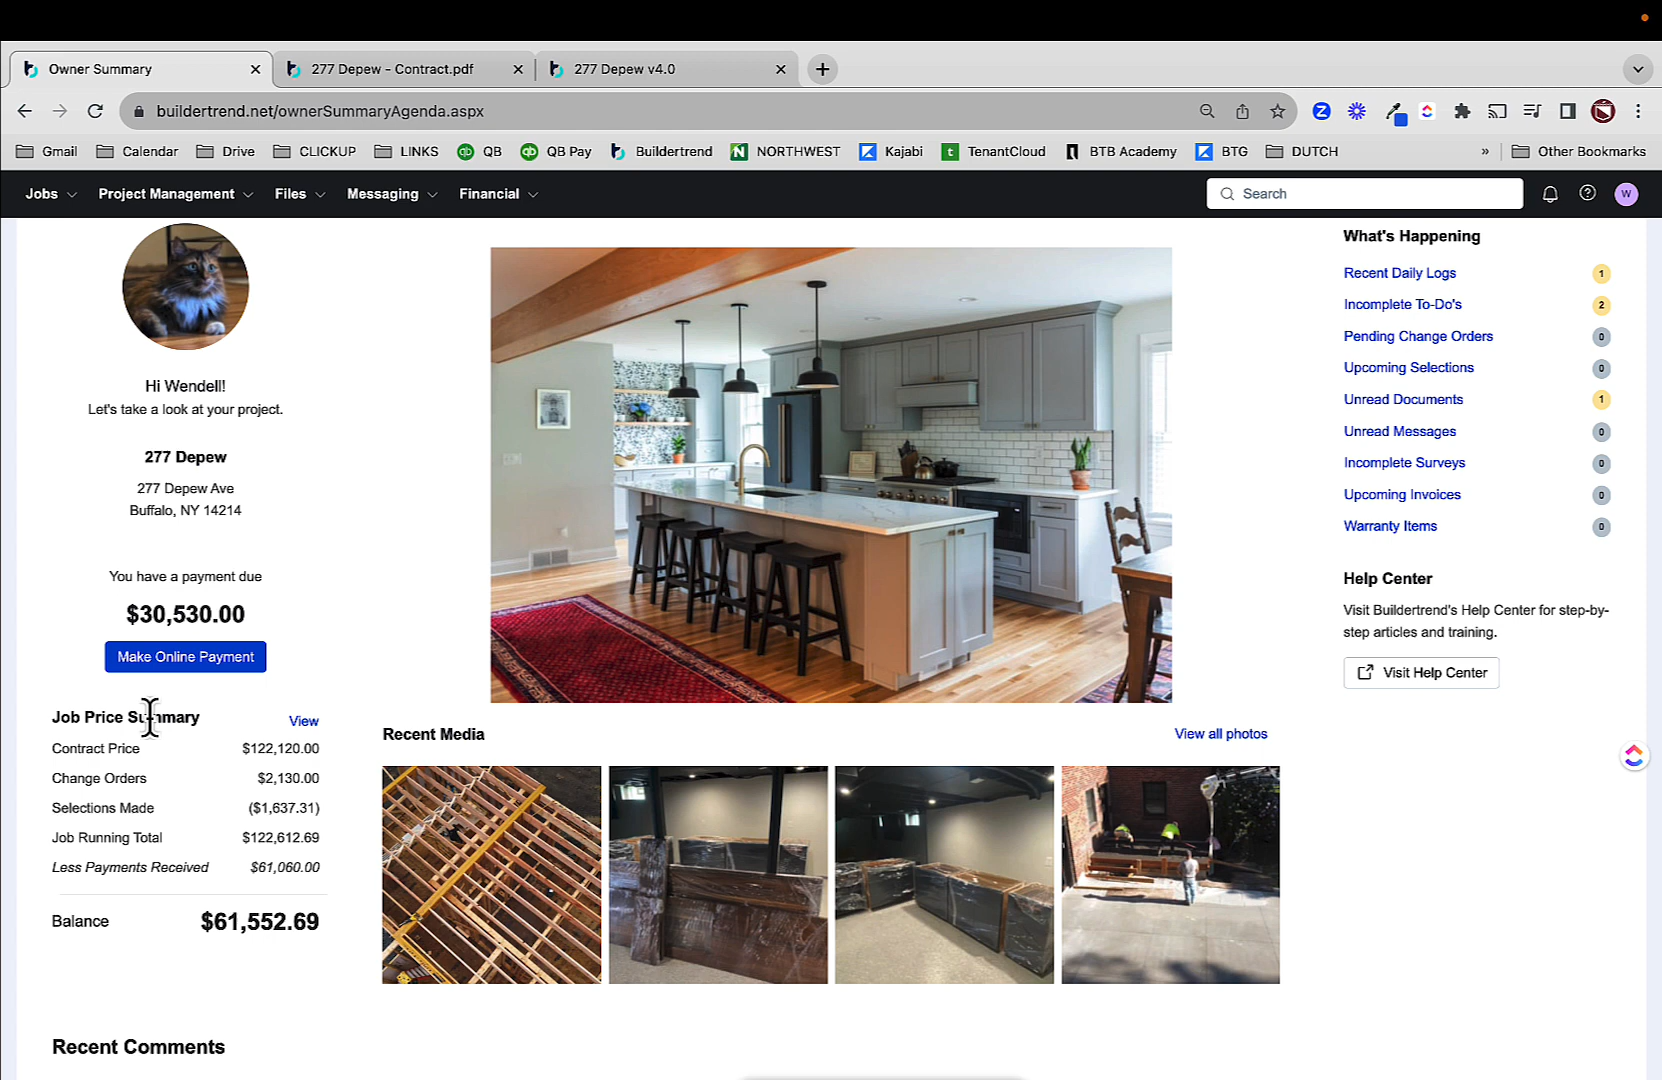 Owner Summary
277 Depew - Contract.pdf
277 Depew v4.0
buildertrend.net/ownerSummaryAgenda.aspx
Gmail Calendar Drive CLICKUP LINKS QB QB Pay Buildertrend NORTHWEST Kajabi TenantCloud BTB Academy BTG DUTCH » Other Bookmarks
Jobs Project Management Files Messaging Financial Search W
Hi Wendell!
Let's take a look at your project.
277 Depew
277 Depew Ave
Buffalo, NY 14214
You have a payment due
$30,530.00
Make Online Payment
Job Price Summary View
Contract Price $122,120.00
Change Orders $2,130.00
Selections Made ($1,637.31)
Job Running Total $122,612.69
Less Payments Received $61,060.00
Balance $61,552.69
Recent Media View all photos
What's Happening
Recent Daily Logs 1
Incomplete To-Do's 2
Pending Change Orders 0
Upcoming Selections 0
Unread Documents 1
Unread Messages 0
Incomplete Surveys 0
Upcoming Invoices 0
Warranty Items 0
Help Center
Visit Buildertrend's Help Center for step-by-
step articles and training.
Visit Help Center
Recent Comments